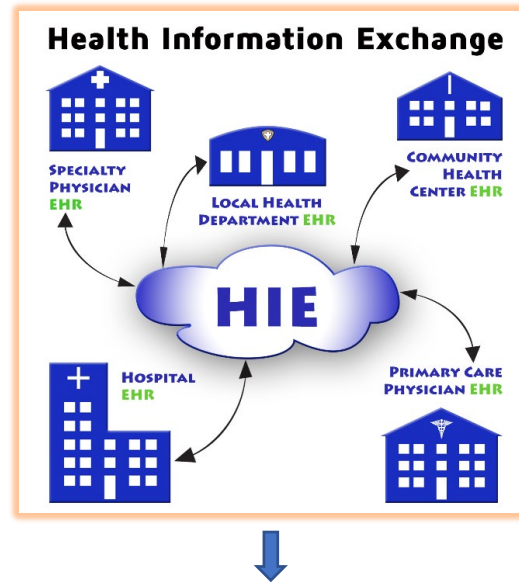 Health Information Exchange
SPECIALTY
PHYSICIAN
EHR
LOCAL HEALTH
DEPARTMENT EHR
COMMUNITY
HEALTH
CENTER EHR
HIE
HOSPITAL
EHR
PRIMARY CARE
PHYSICIAN EHR